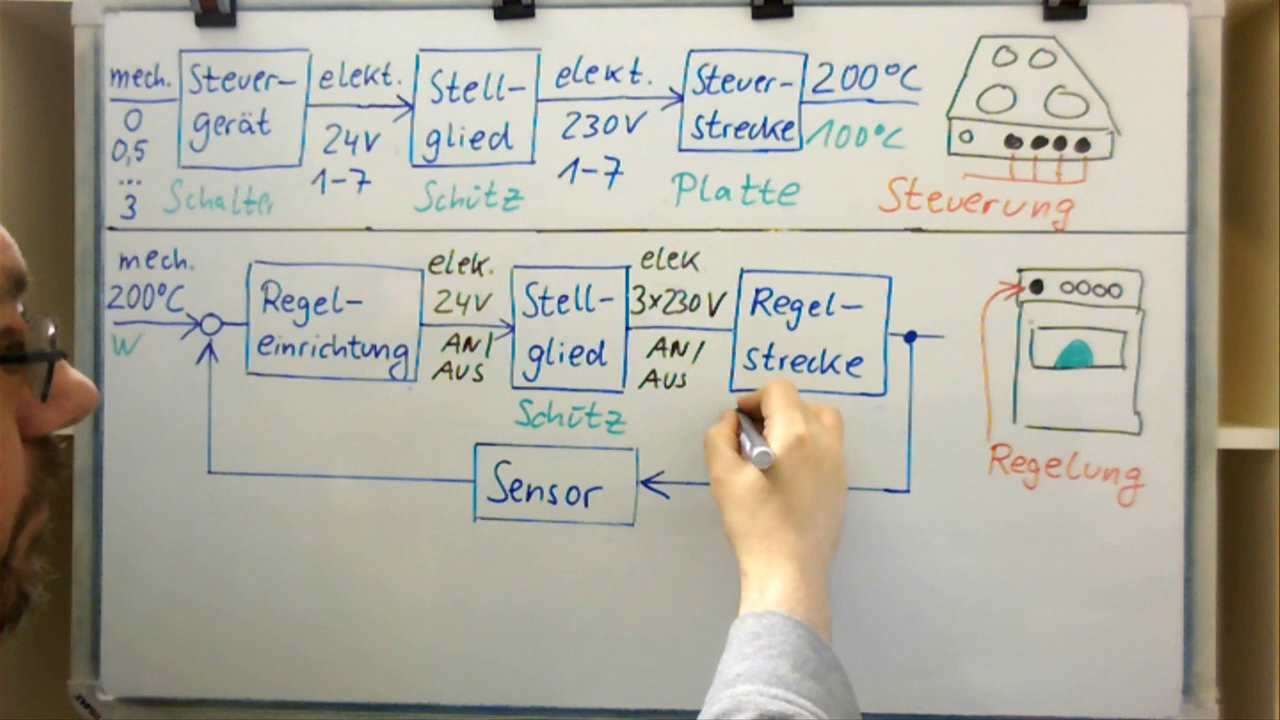 mech.
0
0,5
...
3
Steuer-
gerät
Schalter
elekt.
24V
1-7
Stell-
glied
Schütz
elekt.
230V
1-7
Steuer-
strecke
Platte
200°C
100°C
Steuerung
mech.
200°C
W
Regel-
einrichtung
elek.
24V
AN/
AUS
Stell-
glied
Schütz
elek
3x230V
AN/
AUS
Regel-
strecke
Sensor
Regelung